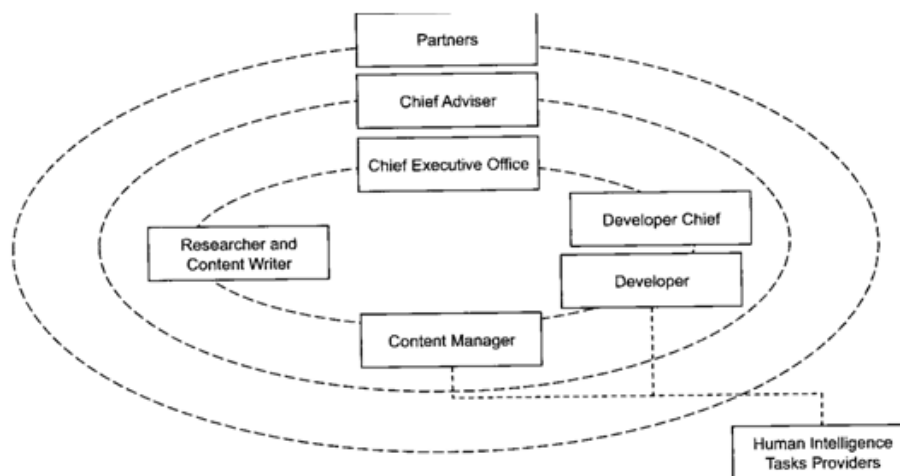 Partners
Chief Adviser
Chief Executive Office
Developer Chief
Researcher and
Content Writer
Developer
Content Manager
Human Intelligence
Tasks Providers